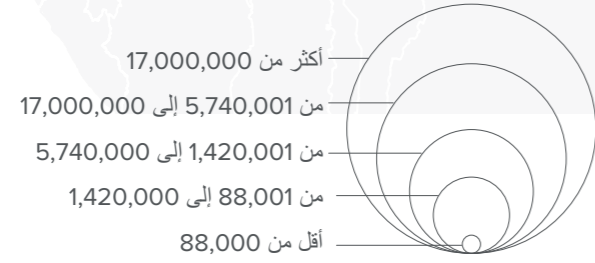 أكثر من 17,000,000
من 5,740,001 إلى 17,000,000
من 1,420,001 إلى 5,740,000
من 88,001 إلى 1,420,000
أقل من 88,000